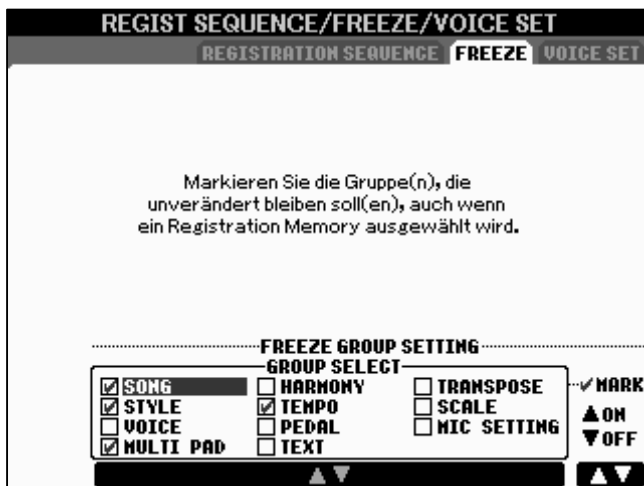 REGIST SEQUENCE/FREEZE/VOICE SET
REGISTRATION SEQUENCE FREEZE VOICE SET
Markieren Sie die Gruppe(n), die
unverändert bleiben soll(en), auch wenn
ein Registration Memory ausgewählt wird.
FREEZE GROUP SETTING
GROUP SELECT
SONG HARMONY TRANSPOSE MARK
STYLE TEMPO SCALE ON
VOICE PEDAL MIC SETTING OFF
MULTI PAD TEXT